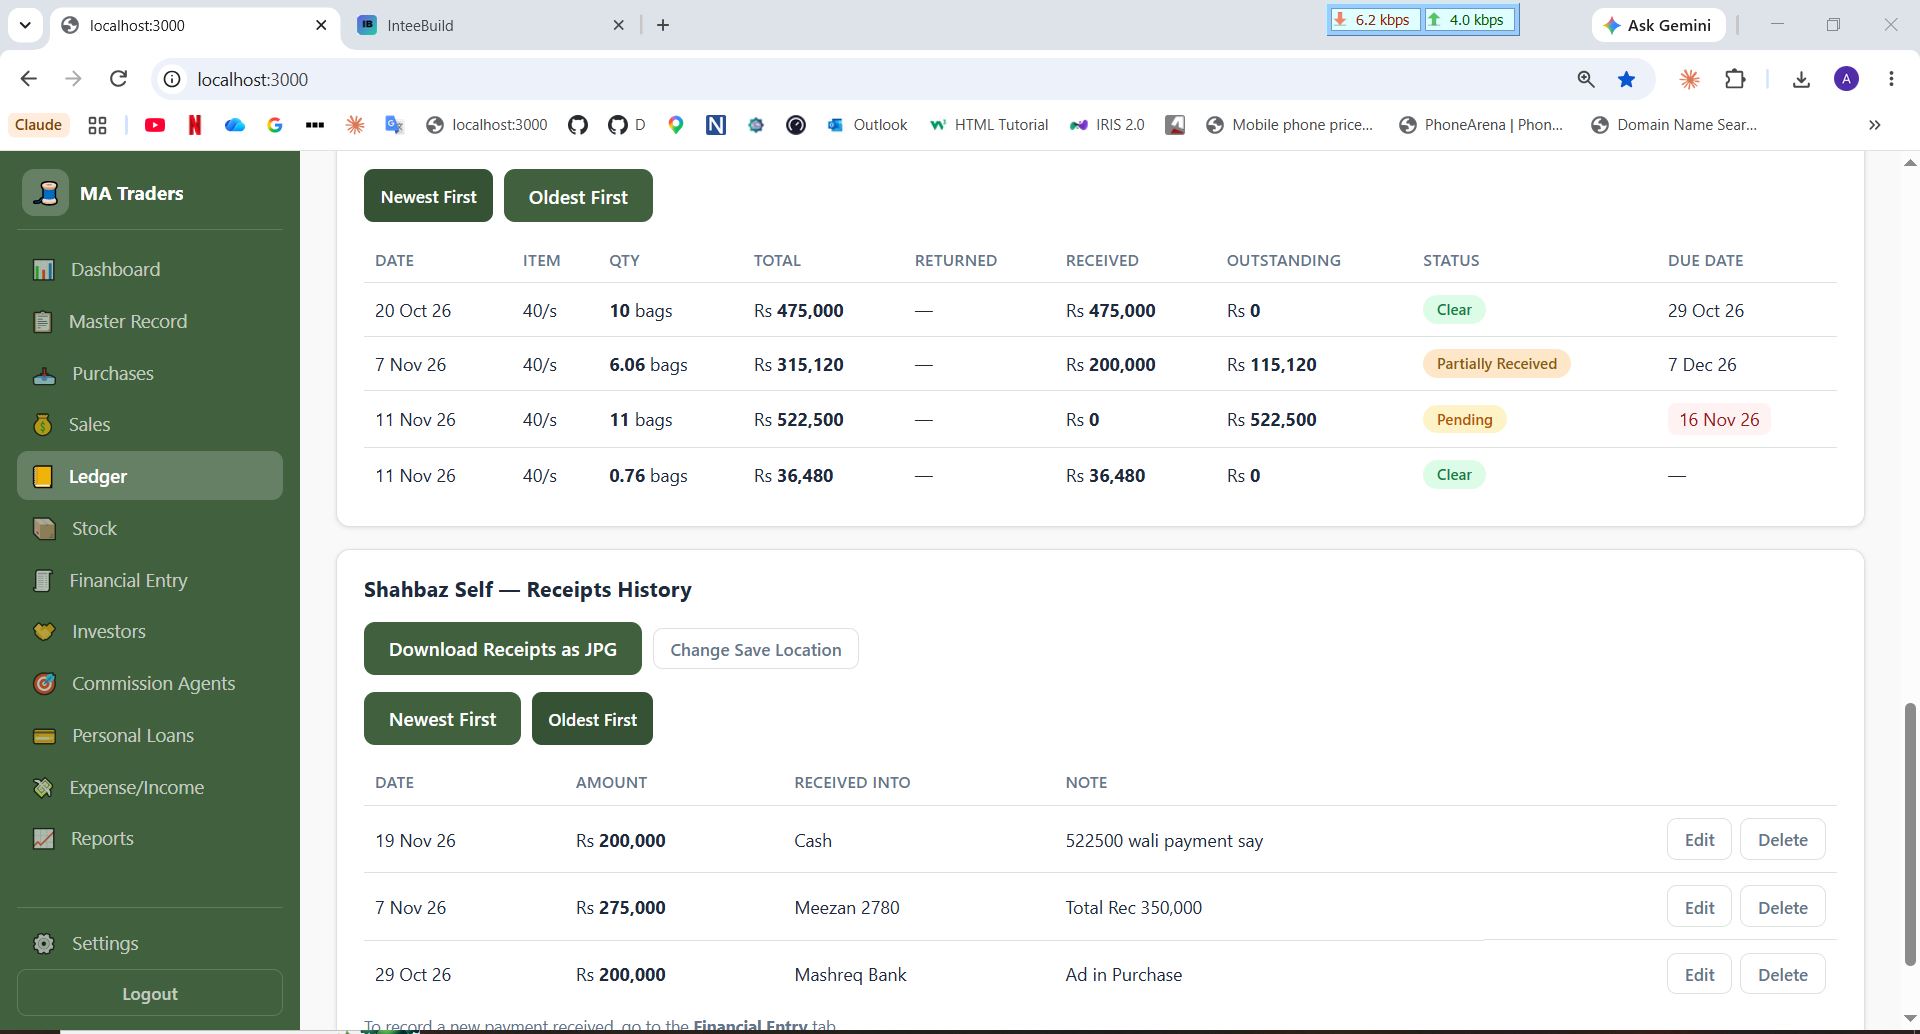 localhost:3000
InteeBuild
6.2 kbps
4.0 kbps
Ask Gemini
localhost:3000
A
Claude
localhost:3000
D
Outlook
HTML Tutorial
IRIS 2.0
Mobile phone price...
PhoneArena | Phon...
Domain Name Sear...
MA Traders
Dashboard
Master Record
Purchases
Sales
Ledger
Stock
Financial Entry
Investors
Commission Agents
Personal Loans
Expense/Income
Reports
Settings
Logout
Newest First Oldest First
DATE ITEM QTY TOTAL RETURNED RECEIVED OUTSTANDING STATUS DUE DATE
20 Oct 26 40/s 10 bags Rs 475,000 — Rs 475,000 Rs 0 Clear 29 Oct 26
7 Nov 26 40/s 6.06 bags Rs 315,120 — Rs 200,000 Rs 115,120 Partially Received 7 Dec 26
11 Nov 26 40/s 11 bags Rs 522,500 — Rs 0 Rs 522,500 Pending 16 Nov 26
11 Nov 26 40/s 0.76 bags Rs 36,480 — Rs 36,480 Rs 0 Clear —
Shahbaz Self — Receipts History
Download Receipts as JPG Change Save Location
Newest First Oldest First
DATE AMOUNT RECEIVED INTO NOTE
19 Nov 26 Rs 200,000 Cash 522500 wali payment say Edit Delete
7 Nov 26 Rs 275,000 Meezan 2780 Total Rec 350,000 Edit Delete
29 Oct 26 Rs 200,000 Mashreq Bank Ad in Purchase Edit Delete
To record a new payment received, go to the Financial Entry tab